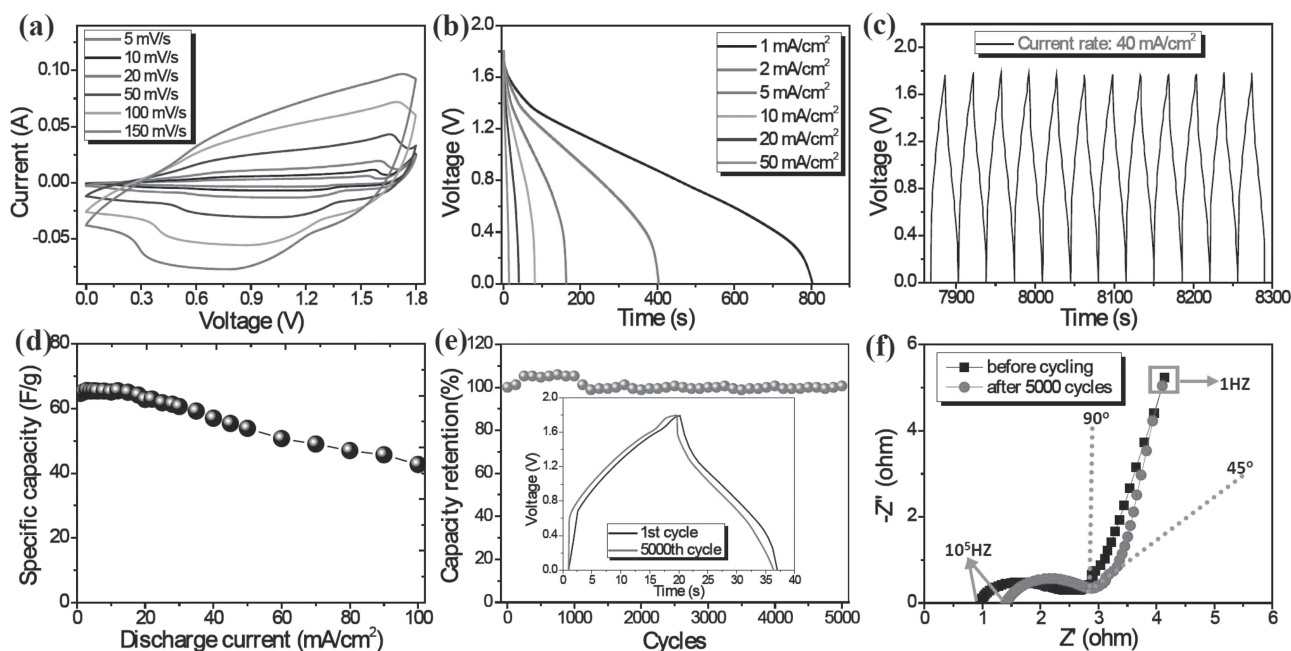 (a)
5 mV/s
10 mV/s
20 mV/s
50 mV/s
100 mV/s
150 mV/s
0.10
0.05
0.00
-0.05
Current (A)
0.0 0.3 0.6 0.9 1.2 1.5 1.8
Voltage (V)
(b)
1 mA/cm²
2 mA/cm²
5 mA/cm²
10 mA/cm²
20 mA/cm²
50 mA/cm²
2.0
1.6
1.2
0.8
0.4
0.0
Voltage (V)
0 200 400 600 800
Time (s)
(c)
Current rate: 40 mA/cm²
2.0
1.6
1.2
0.8
0.4
0.0
Voltage (V)
7900 8000 8100 8200 8300
Time (s)
(d)
80
60
40
20
0
Specific capacity (F/g)
0 20 40 60 80 100
Discharge current (mA/cm²)
(e)
120
100
80
60
40
20
0
Capacity retention(%)
1.8
1.2
0.6
0.0
Voltage (V)
1st cycle
5000th cycle
0 5 10 15 20 25 30 35 40
Time (s)
0 1000 2000 3000 4000 5000
Cycles
(f)
before cycling
after 5000 cycles
1HZ
90°
45°
10⁵HZ
6
4
2
0
-Z'' (ohm)
0 1 2 3 4 5 6
Z' (ohm)